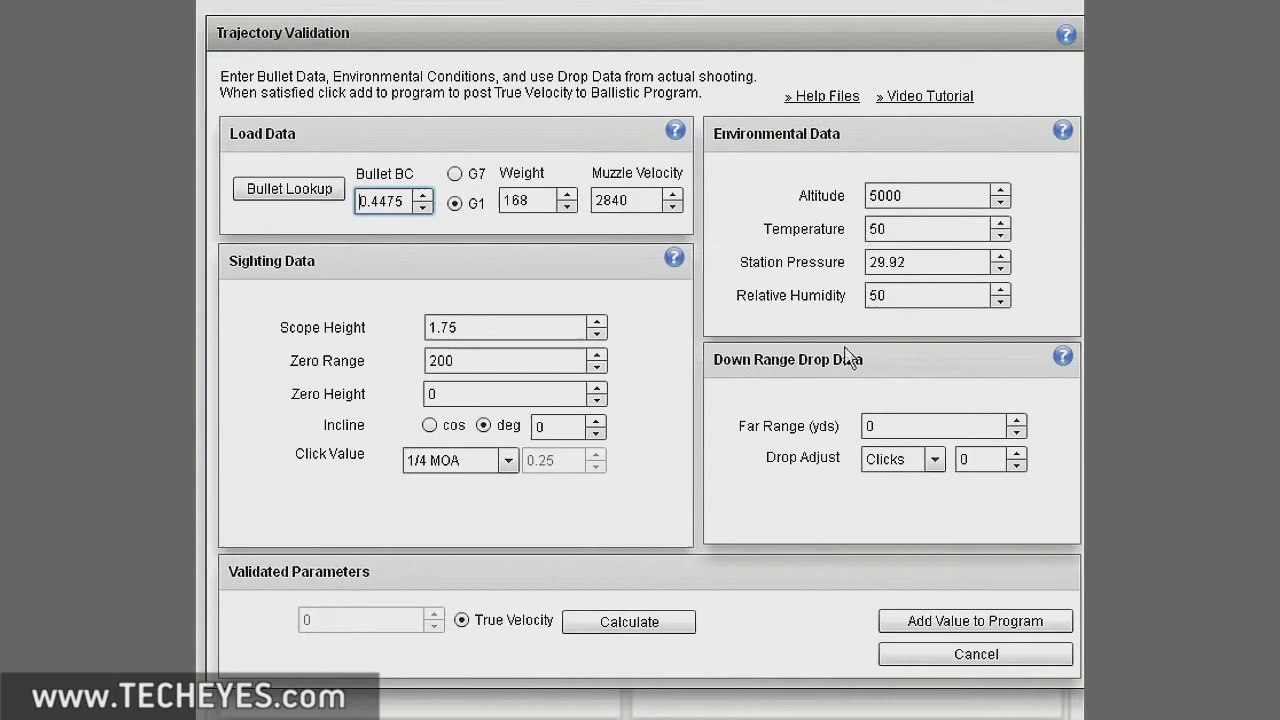 Trajectory Validation
Enter Bullet Data, Environmental Conditions, and use Drop Data from actual shooting.
When satisfied click add to program to post True Velocity to Ballistic Program.
» Help Files » Video Tutorial
Load Data
Bullet Lookup
Bullet BC
0.4475
G7
G1
Weight
168
Muzzle Velocity
2840
Environmental Data
Altitude 5000
Temperature 50
Station Pressure 29.92
Relative Humidity 50
Sighting Data
Scope Height 1.75
Zero Range 200
Zero Height 0
Incline cos deg 0
Click Value 1/4 MOA 0.25
Down Range Drop Data
Far Range (yds) 0
Drop Adjust Clicks 0
Validated Parameters
0 True Velocity Calculate
Add Value to Program
Cancel
www.TECHEYES.com